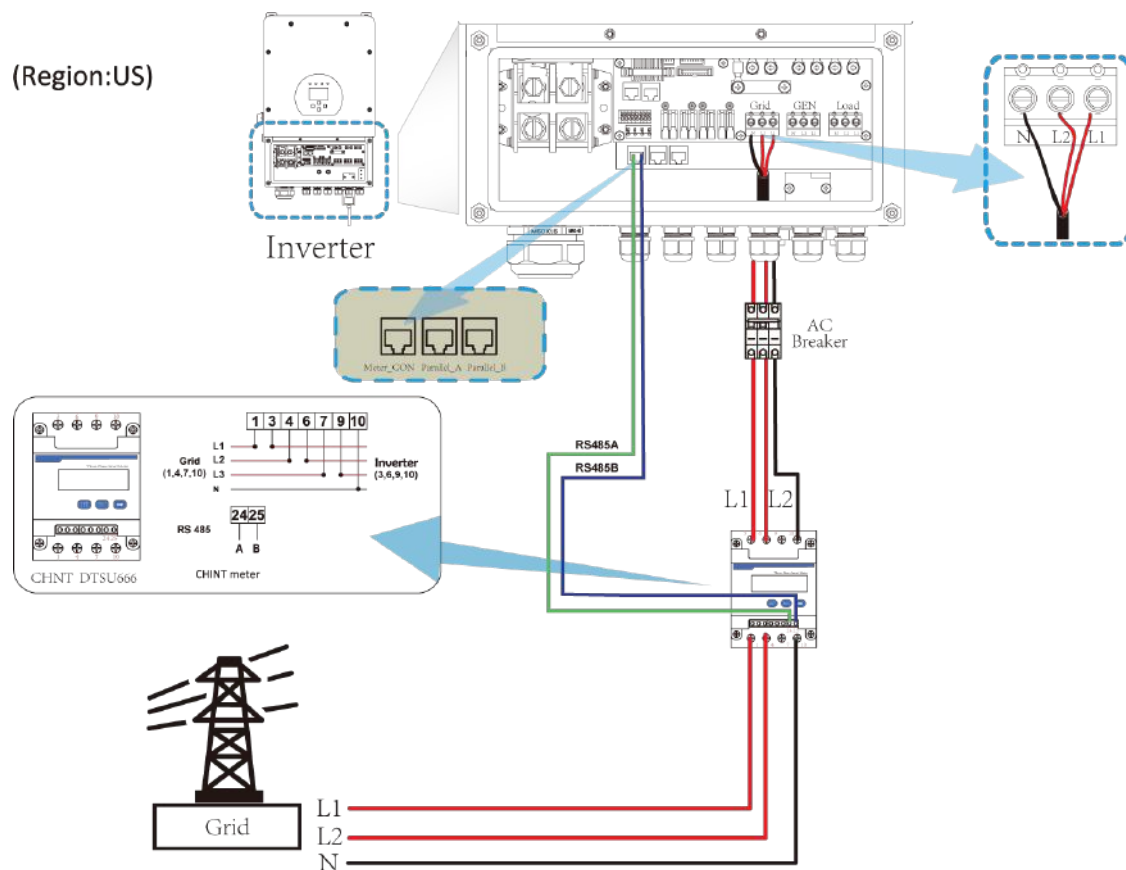 (Region:US)
Inverter
Grid
GEN
Load
N
L2
L1
Meter_CON
Parallel_A
Parallel_B
AC
Breaker
RS485A
RS485B
L1
L2
1 3 4 6 7 9 10
L1
L2
L3
N
Grid
(1,4,7,10)
Inverter
(3,6,9,10)
RS 485
24 25
A B
CHNT DTSU666
CHINT meter
Grid
L1
L2
N